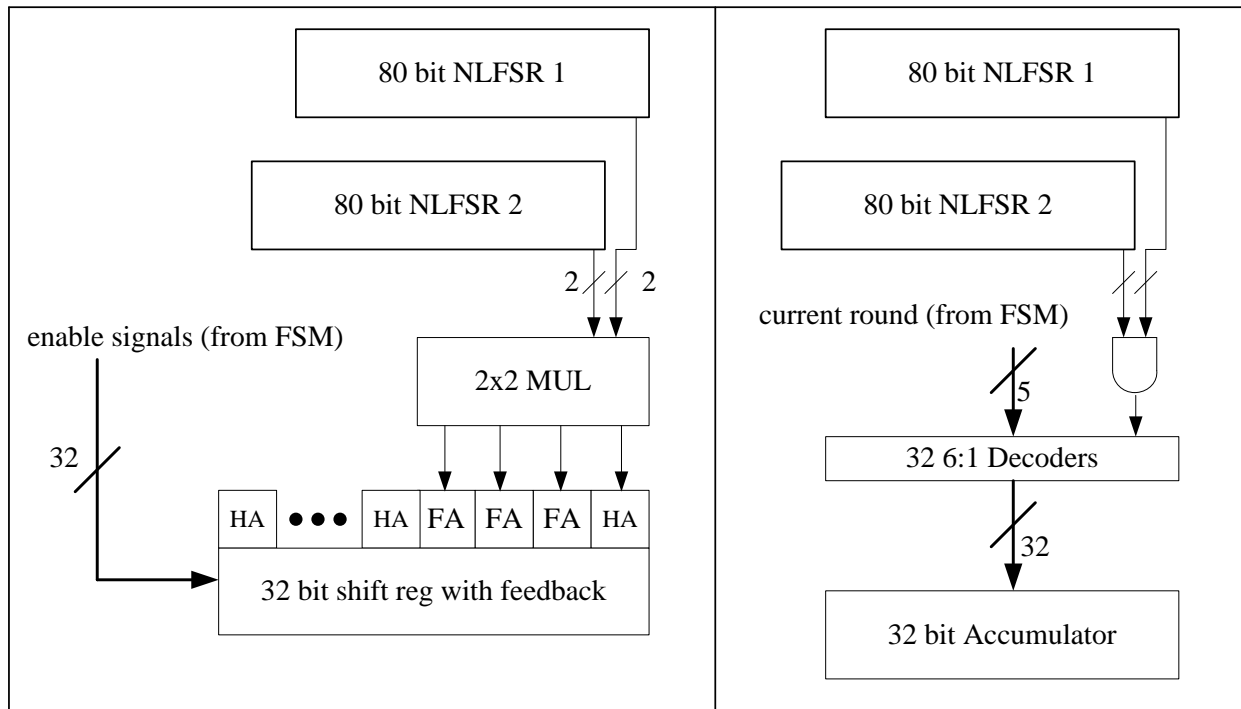 80 bit NLFSR 1
80 bit NLFSR 2
2 2
enable signals (from FSM)
2x2 MUL
32
HA HA FA FA FA HA
32 bit shift reg with feedback
80 bit NLFSR 1
80 bit NLFSR 2
current round (from FSM)
5
32 6:1 Decoders
32
32 bit Accumulator